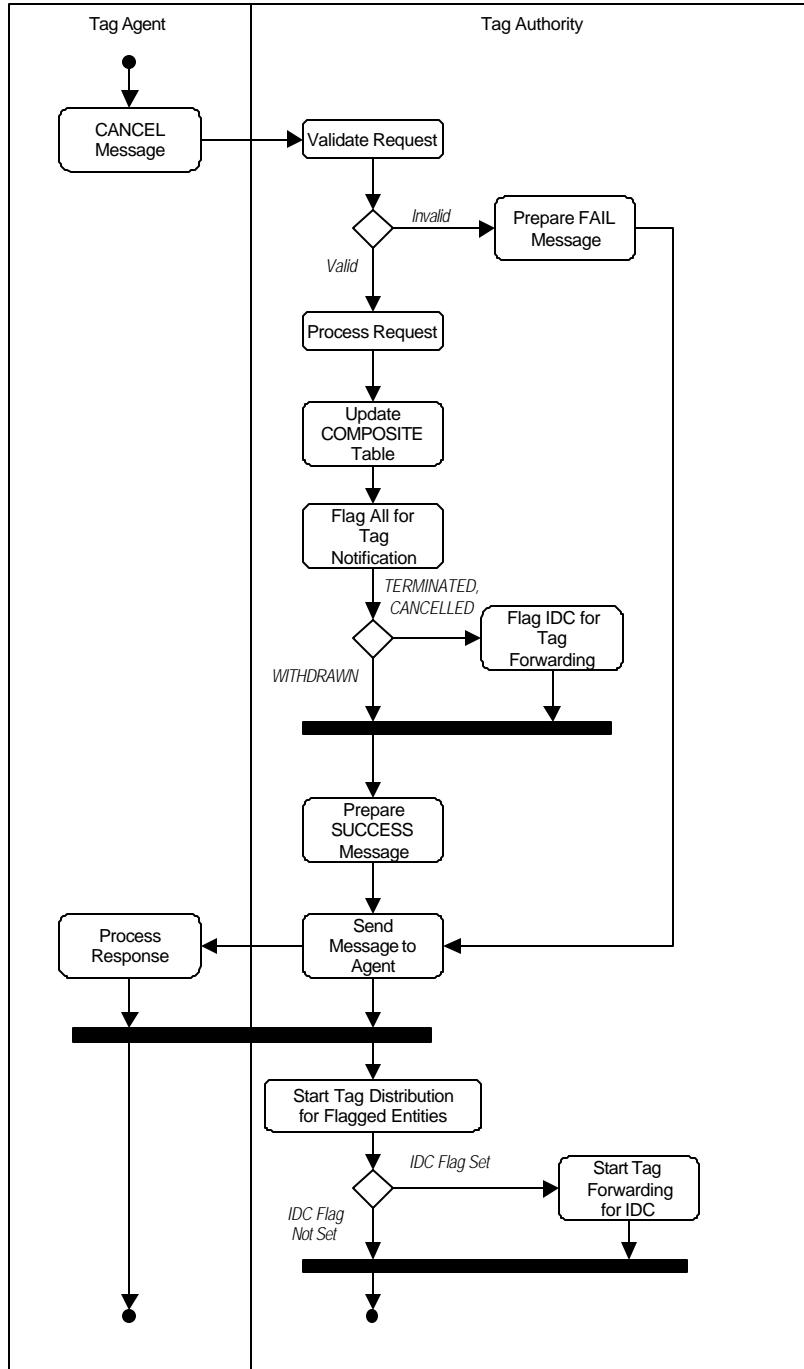 Tag Agent
Tag Authority
CANCEL
Message
Validate Request
Invalid
Prepare FAIL
Message
Valid
Process Request
Update
COMPOSITE
Table
Flag All for
Tag
Notification
TERMINATED,
CANCELLED
Flag IDC for
Tag
Forwarding
WITHDRAWN
Prepare
SUCCESS
Message
Process
Response
Send
Message to
Agent
Start Tag Distribution
for Flagged Entities
IDC Flag Set
Start Tag
Forwarding
for IDC
IDC Flag
Not Set